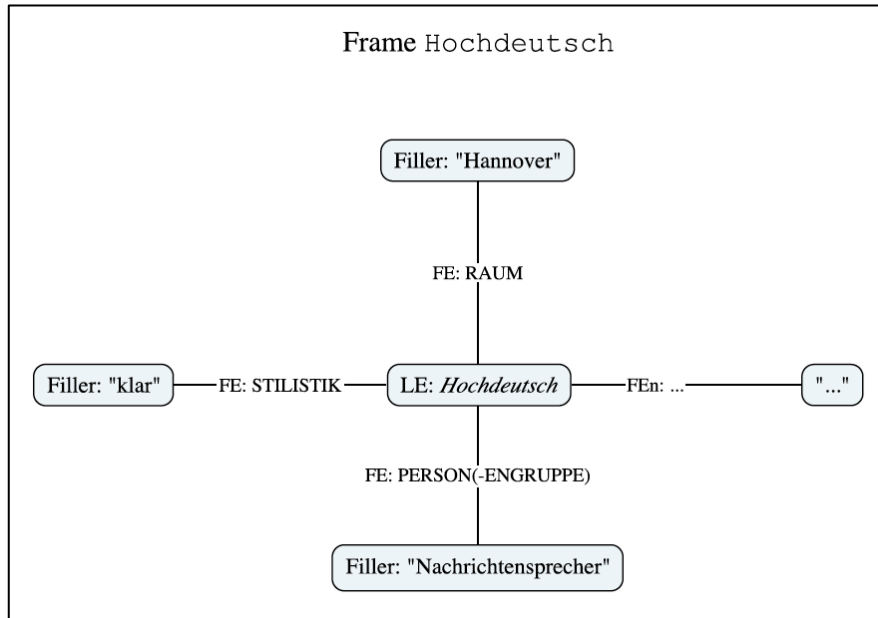 Frame Hochdeutsch
Filler: "Hannover"
FE: RAUM
Filler: "klar"
FE: STILISTIK
LE: Hochdeutsch
FEn: ...
"..."
FE: PERSON(-ENGRUPPE)
Filler: "Nachrichtensprecher"